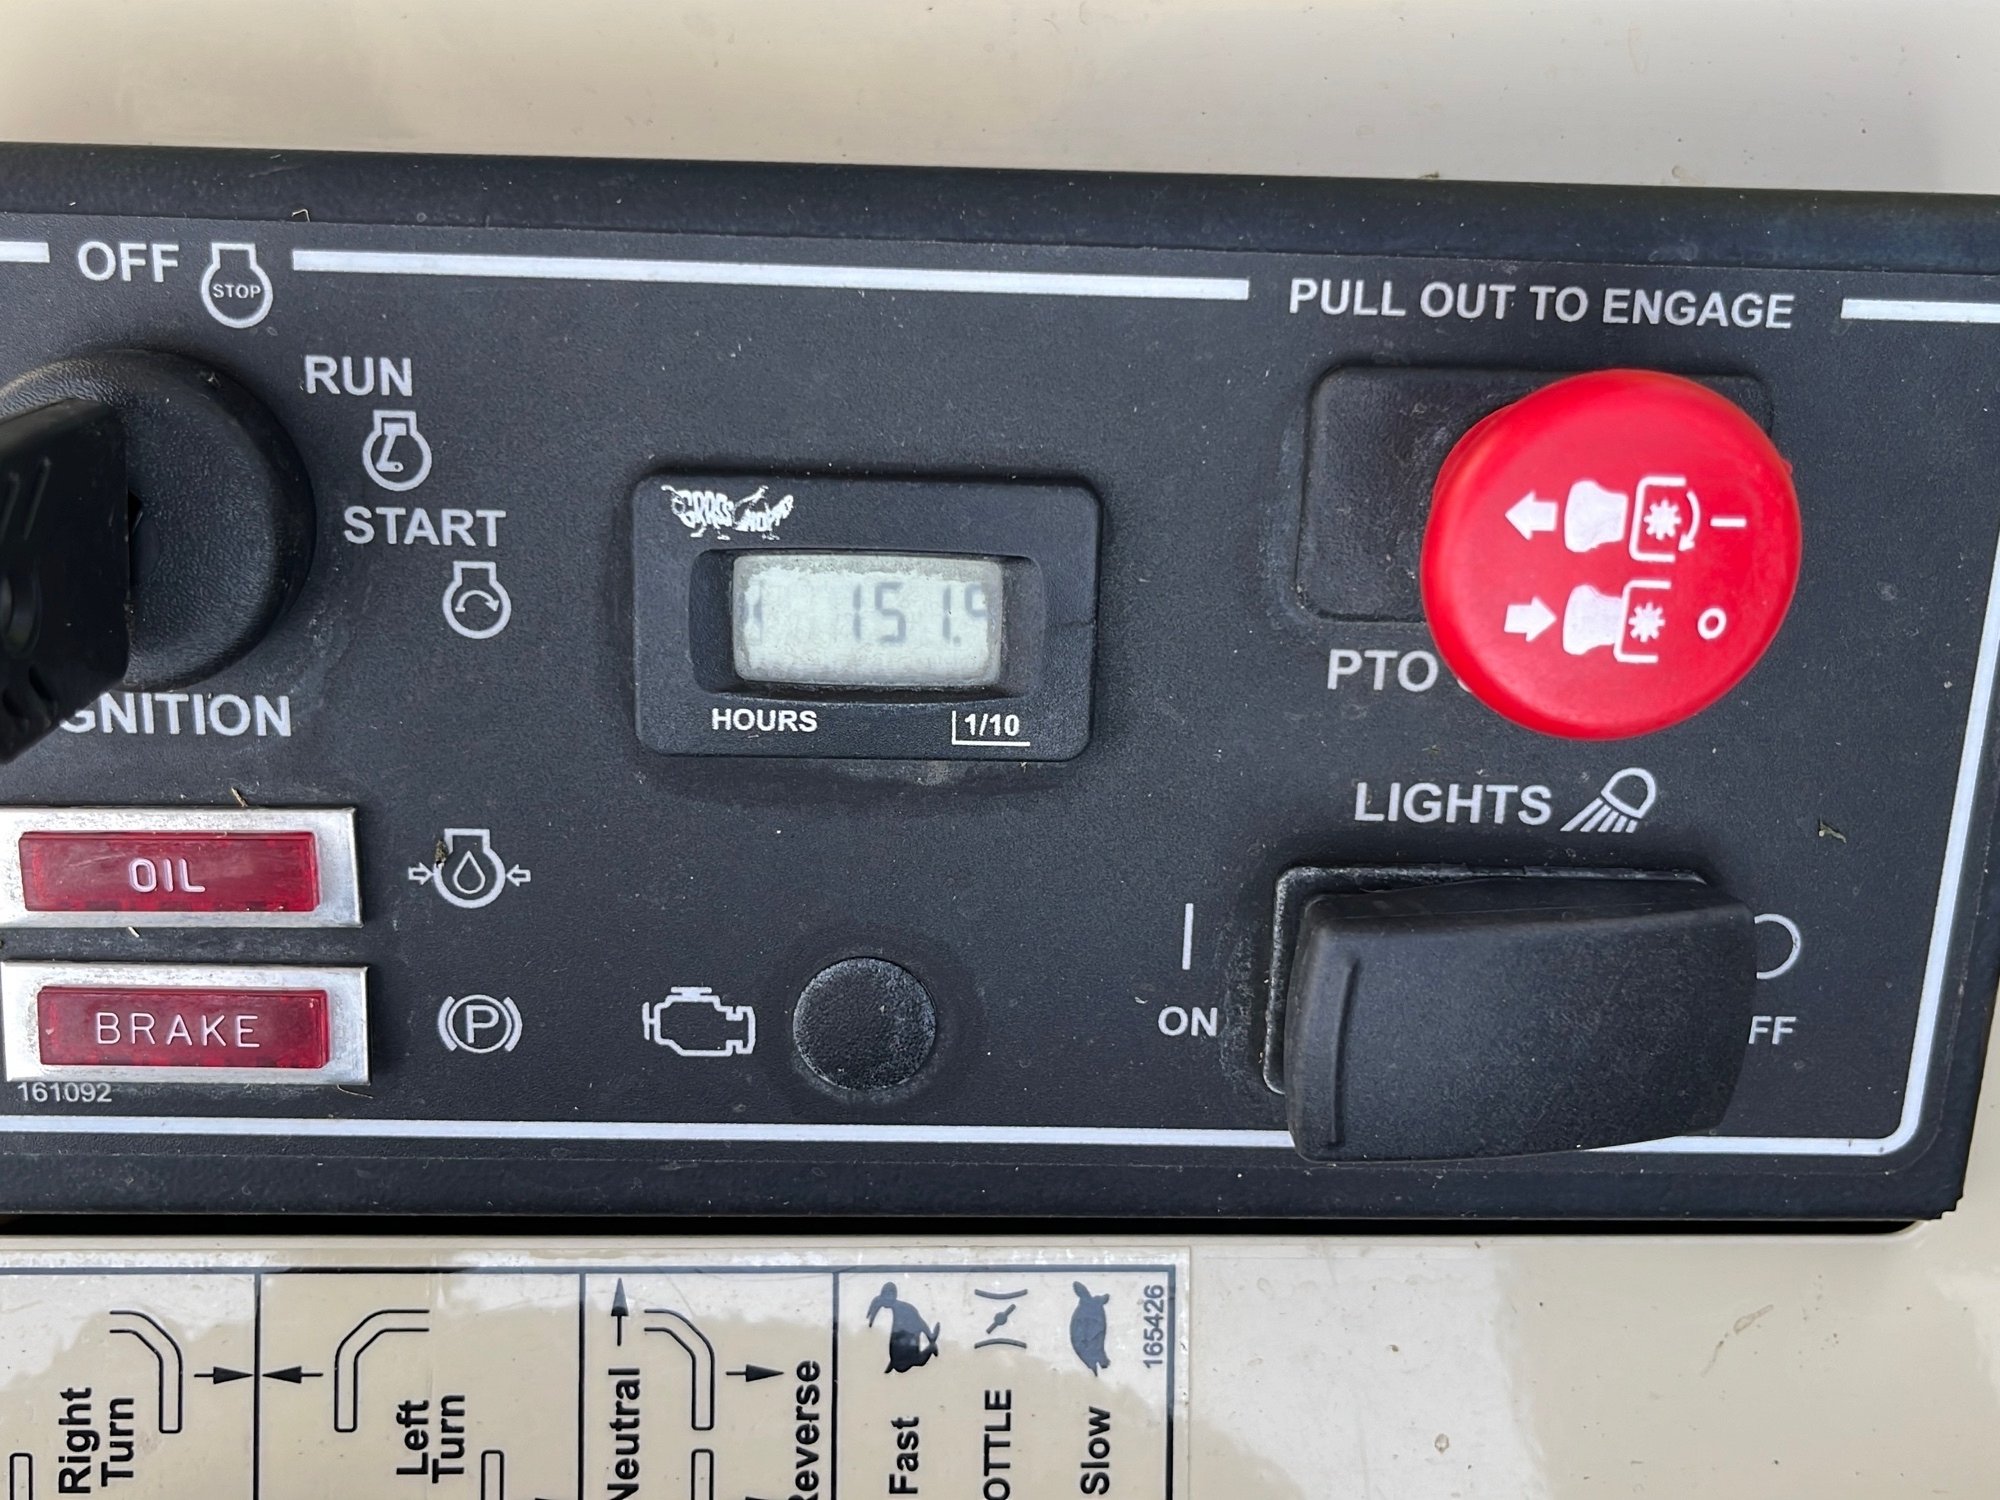 OFF
STOP
PULL OUT TO ENGAGE
RUN
START
151.
HOURS
1/10
PTO
GNITION
LIGHTS
OIL
BRAKE
P
161092
ON
FF
Right
Turn
Left
Turn
Neutral
Reverse
Fast
OTTLE
Slow
165426